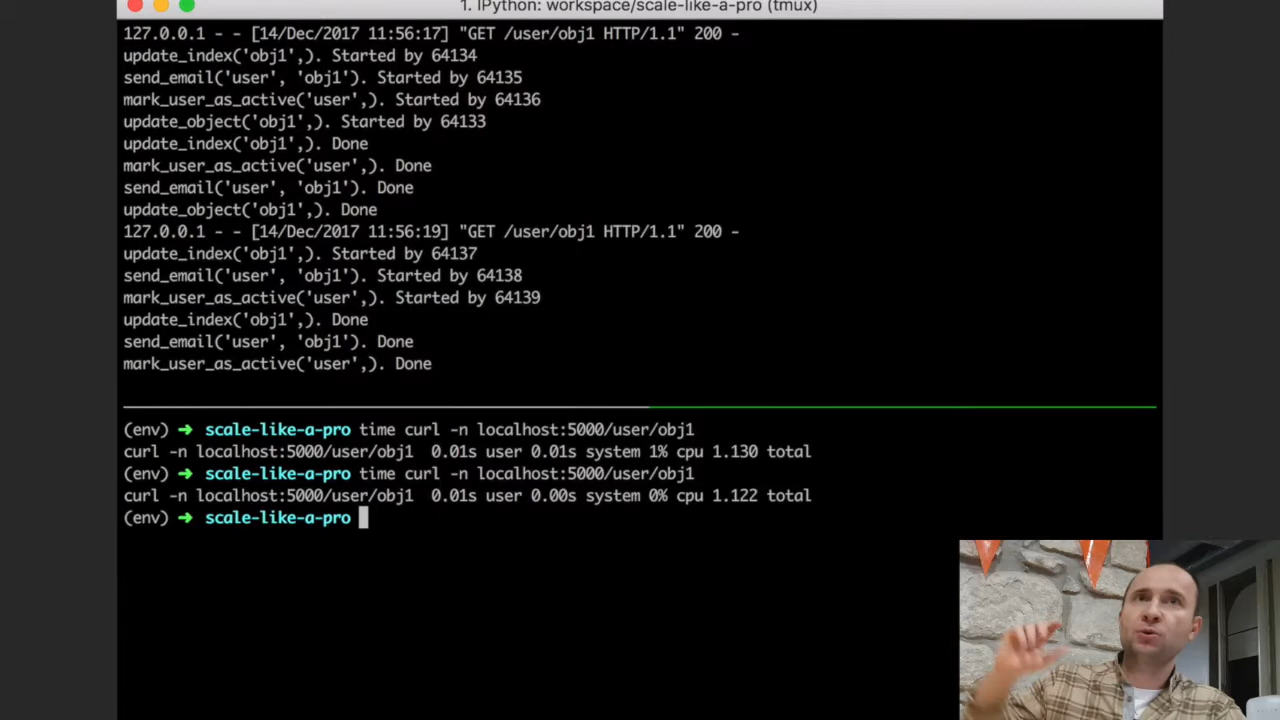 1. IPython: workspace/scale-like-a-pro (tmux)
127.0.0.1 - - [14/Dec/2017 11:56:17] "GET /user/obj1 HTTP/1.1" 200 -
update_index('obj1',). Started by 64134
send_email('user', 'obj1'). Started by 64135
mark_user_as_active('user',). Started by 64136
update_object('obj1',). Started by 64133
update_index('obj1',). Done
mark_user_as_active('user',). Done
send_email('user', 'obj1'). Done
update_object('obj1',). Done
127.0.0.1 - - [14/Dec/2017 11:56:19] "GET /user/obj1 HTTP/1.1" 200 -
update_index('obj1',). Started by 64137
send_email('user', 'obj1'). Started by 64138
mark_user_as_active('user',). Started by 64139
update_index('obj1',). Done
send_email('user', 'obj1'). Done
mark_user_as_active('user',). Done
(env) ➜ scale-like-a-pro time curl -n localhost:5000/user/obj1
curl -n localhost:5000/user/obj1 0.01s user 0.01s system 1% cpu 1.130 total
(env) ➜ scale-like-a-pro time curl -n localhost:5000/user/obj1
curl -n localhost:5000/user/obj1 0.01s user 0.00s system 0% cpu 1.122 total
(env) ➜ scale-like-a-pro